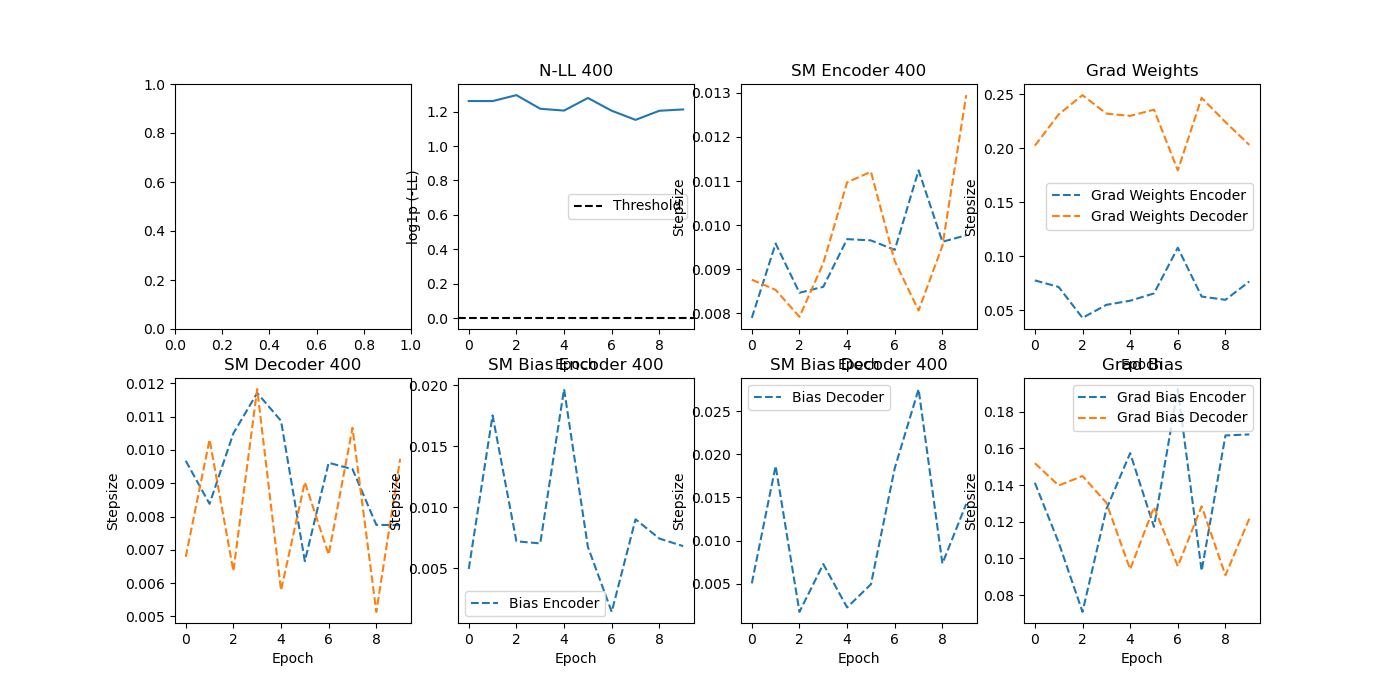 N-LL 400
SM Encoder 400
Grad Weights
1.0
0.8
0.6
0.4
0.2
0.0
0.0 0.2 0.4 0.6 0.8 1.0
log1p (-LL)
1.2
1.0
0.8
0.6
0.4
0.2
0.0
Threshold
0 2 4 6 8
Epoch
Stepsize
0.013
0.012
0.011
0.010
0.009
0.008
0 2 4 6 8
Epoch
Stepsize
0.25
0.20
0.10
0.05
Grad Weights Encoder
Grad Weights Decoder
0 2 4 6 8
Epoch
SM Decoder 400
SM Bias Encoder 400
SM Bias Decoder 400
Grad Bias
Stepsize
0.012
0.011
0.010
0.009
0.008
0.007
0.006
0.005
0 2 4 6 8
Epoch
Stepsize
0.020
0.015
0.010
0.005
Bias Encoder
0 2 4 6 8
Epoch
Stepsize
0.025
0.020
0.015
0.010
0.005
Bias Decoder
0 2 4 6 8
Epoch
Stepsize
0.18
0.16
0.14
0.12
0.10
0.08
Grad Bias Encoder
Grad Bias Decoder
0 2 4 6 8
Epoch